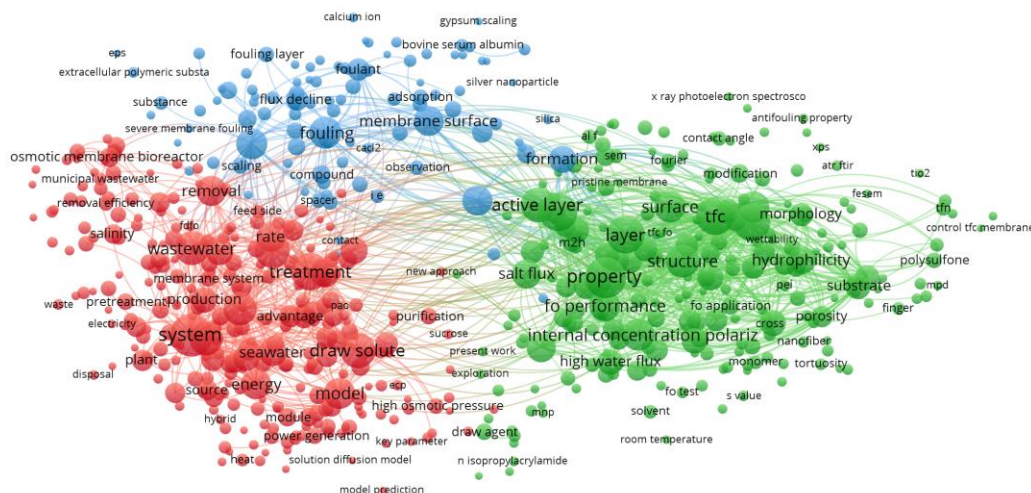 calcium ion
gypsum scaling
eps
fouling layer
bovine serum albumin
extracellular polymeric substa
foulant
silver nanoparticle
substance
flux decline
adsorption
x ray photoelectron spectrosco
severe membrane fouling
fouling
membrane surface
silica
al f
contact angle
antifouling property
cacl2
osmotic membrane bioreactor
scaling
observation
formation
sem
fourier
xps
atr ftir
municipal wastewater
removal
compound
pristine membrane
modification
tio2
removal efficiency
spacer
i e
active layer
surface
tfc
morphology
fesem
tfn
feed side
fdfo
salinity
rate
contact
layer
tfc fo
wettability
control tfc membrane
wastewater
m2h
membrane system
treatment
new approach
salt flux
property
structure
hydrophilicity
polysulfone
waste
pretreatment
production
pao
pei
substrate
mpd
electricity
advantage
purification
fo performance
fo application
porosity
finger
system
sucrose
internal concentration polariz
cross
nanofiber
plant
seawater
draw solute
present work
high water flux
monomer
tortuosity
disposal
source
energy
model
ecp
exploration
fo test
s value
hybrid
module
high osmotic pressure
mnp
solvent
power generation
key parameter
draw agent
room temperature
heat
solution diffusion model
n isopropylacrylamide
model prediction